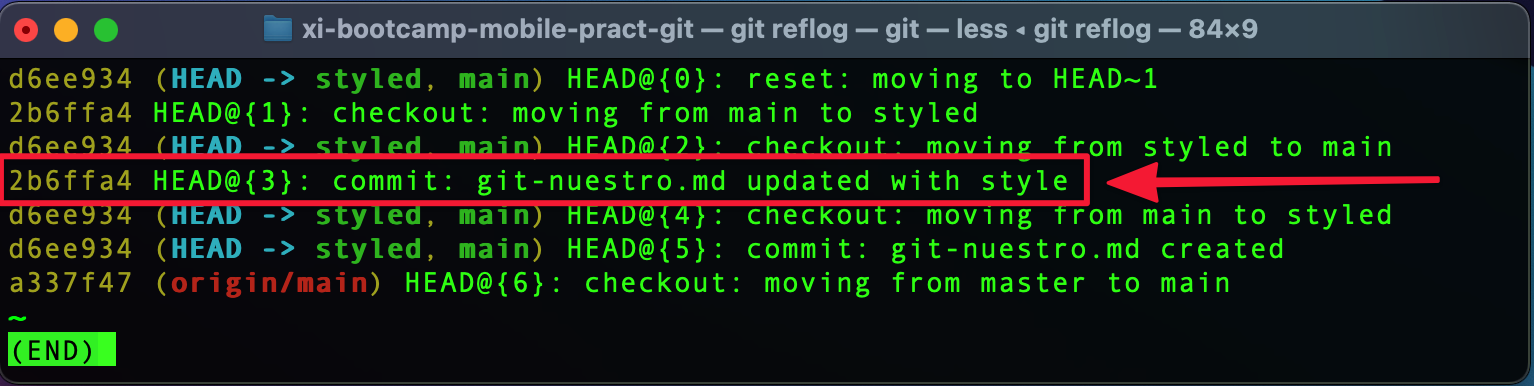 xi-bootcamp-mobile-pract-git — git reflog — git — less ◂ git reflog — 84×9
d6ee934 (HEAD -> styled, main) HEAD@{0}: reset: moving to HEAD~1
2b6ffa4 HEAD@{1}: checkout: moving from main to styled
d6ee934 (HEAD -> styled, main) HEAD@{2}: checkout: moving from styled to main
2b6ffa4 HEAD@{3}: commit: git-nuestro.md updated with style
d6ee934 (HEAD -> styled, main) HEAD@{4}: checkout: moving from main to styled
d6ee934 (HEAD -> styled, main) HEAD@{5}: commit: git-nuestro.md created
a337f47 (origin/main) HEAD@{6}: checkout: moving from master to main
~
(END)